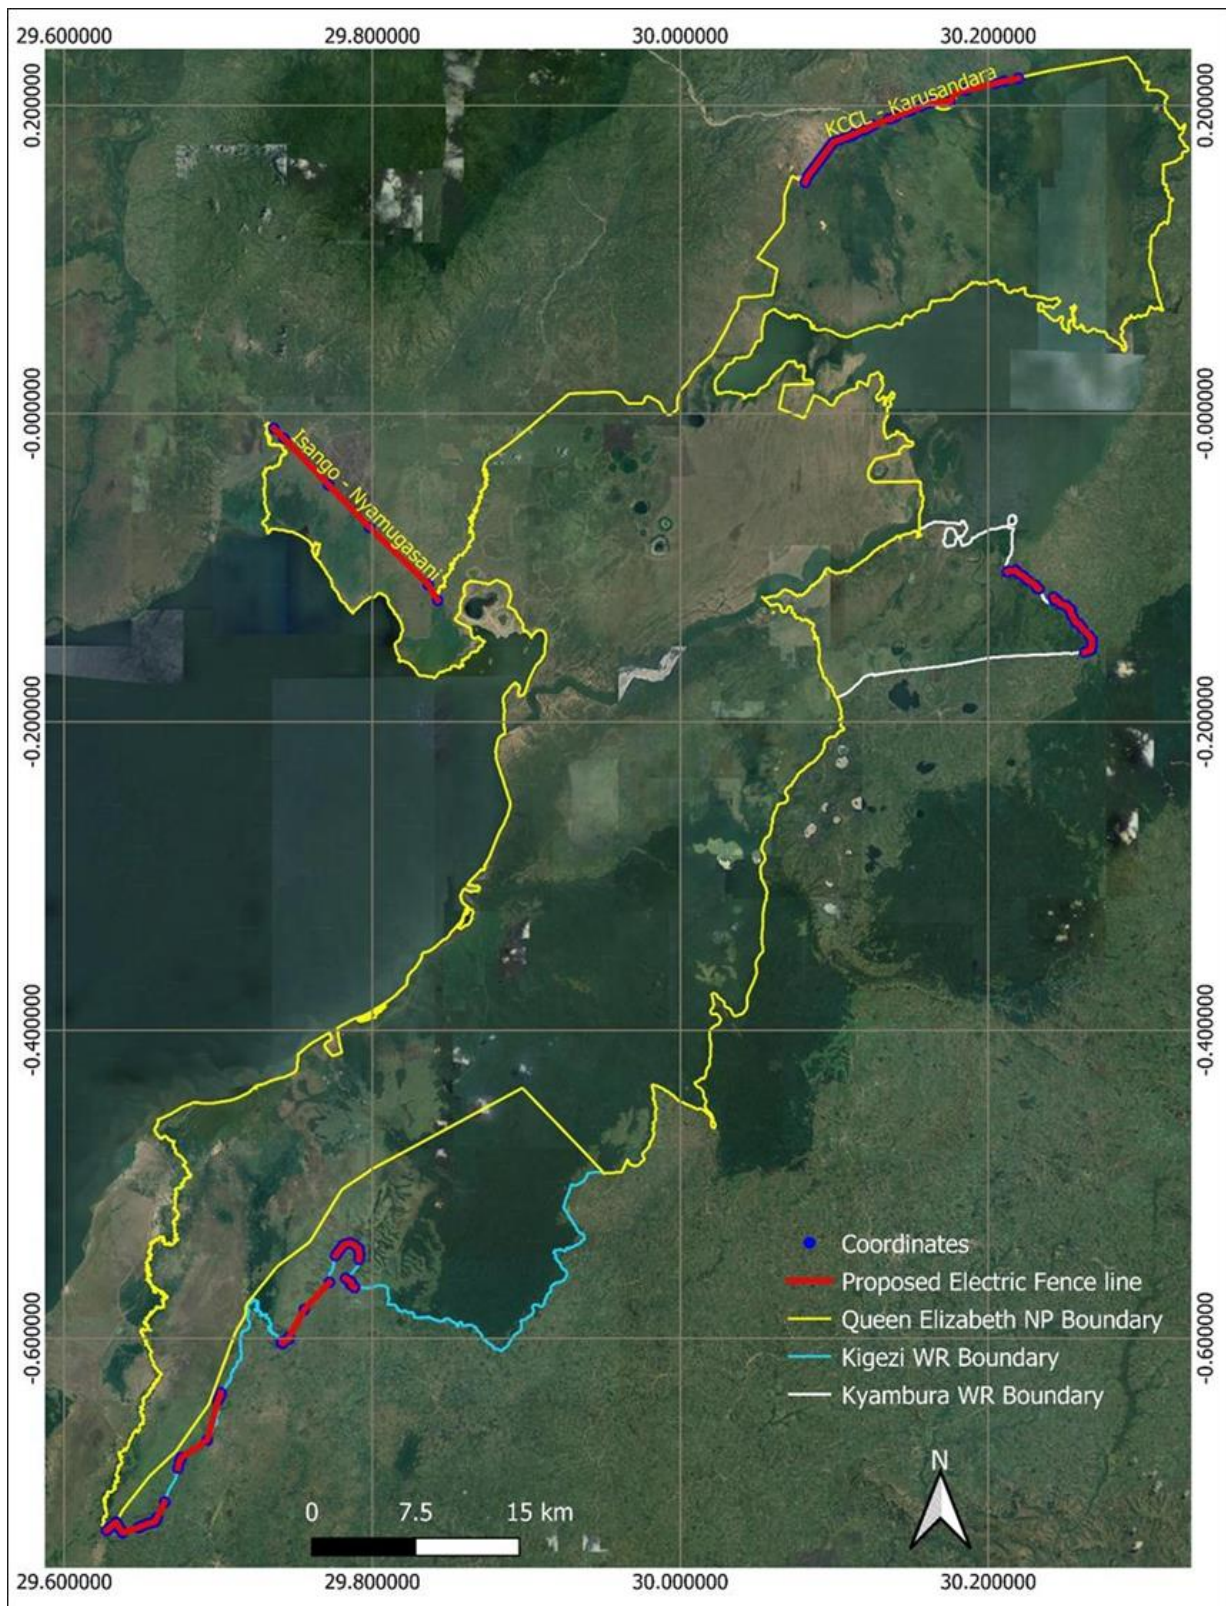 29.600000 29.800000 30.000000 30.200000
0.200000
0.200000
KCCL - Karusandara
-0.000000
-0.000000
Isango - Nyamugasani
-0.200000
-0.200000
-0.400000
-0.400000
Coordinates
Proposed Electric Fence line
Queen Elizabeth NP Boundary
-0.600000
-0.600000
Kigezi WR Boundary
Kyambura WR Boundary
N
0 7.5 15 km
29.600000 29.800000 30.000000 30.200000